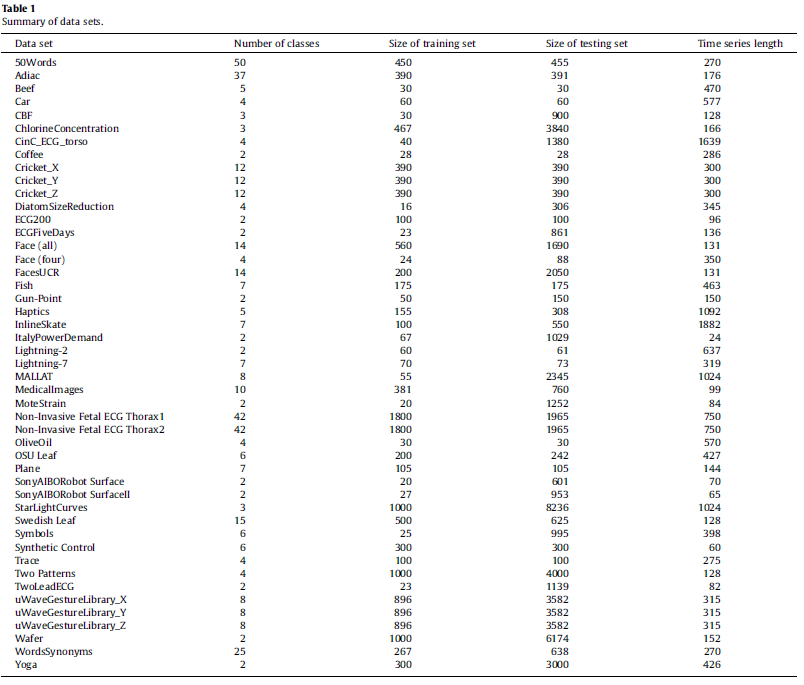 Table 1
Summary of data sets.
Data set Number of classes Size of training set Size of testing set Time series length
50Words 50 450 455 270
Adiac 37 390 391 176
Beef 5 30 30 470
Car 4 60 60 577
CBF 3 30 900 128
ChlorineConcentration 3 467 3840 166
CinC_ECG_torso 4 40 1380 1639
Coffee 2 28 28 286
Cricket_X 12 390 390 300
Cricket_Y 12 390 390 300
Cricket_Z 12 390 390 300
DiatomSizeReduction 4 16 306 345
ECG200 2 100 100 96
ECGFiveDays 2 23 861 136
Face (all) 14 560 1690 131
Face (four) 4 24 88 350
FacesUCR 14 200 2050 131
Fish 7 175 175 463
Gun-Point 2 50 150 150
Haptics 5 155 308 1092
InlineSkate 7 100 550 1882
ItalyPowerDemand 2 67 1029 24
Lightning-2 2 60 61 637
Lightning-7 7 70 73 319
MALLAT 8 55 2345 1024
MedicalImages 10 381 760 99
MoteStrain 2 20 1252 84
Non-Invasive Fetal ECG Thorax1 42 1800 1965 750
Non-Invasive Fetal ECG Thorax2 42 1800 1965 750
OliveOil 4 30 30 570
OSU Leaf 6 200 242 427
Plane 7 105 105 144
SonyAIBORobot Surface 2 20 601 70
SonyAIBORobot SurfaceII 2 27 953 65
StarLightCurves 3 1000 8236 1024
Swedish Leaf 15 500 625 128
Symbols 6 25 995 398
Synthetic Control 6 300 300 60
Trace 4 100 100 275
Two Patterns 4 1000 4000 128
TwoLeadECG 2 23 1139 82
uWaveGestureLibrary_X 8 896 3582 315
uWaveGestureLibrary_Y 8 896 3582 315
uWaveGestureLibrary_Z 8 896 3582 315
Wafer 2 1000 6174 152
WordsSynonyms 25 267 638 270
Yoga 2 300 3000 426